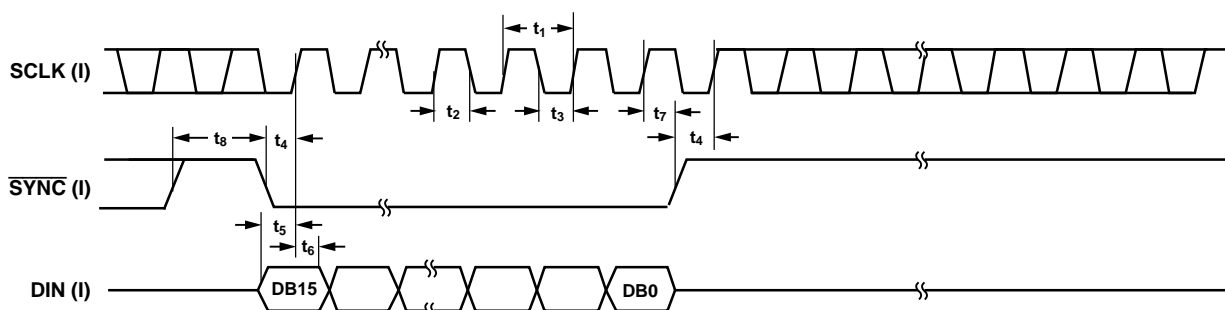 t1
SCLK (I)
t2
t3
t7
t8
t4
t4
SYNC (I)
t5
t6
DIN (I)
DB15
DB0